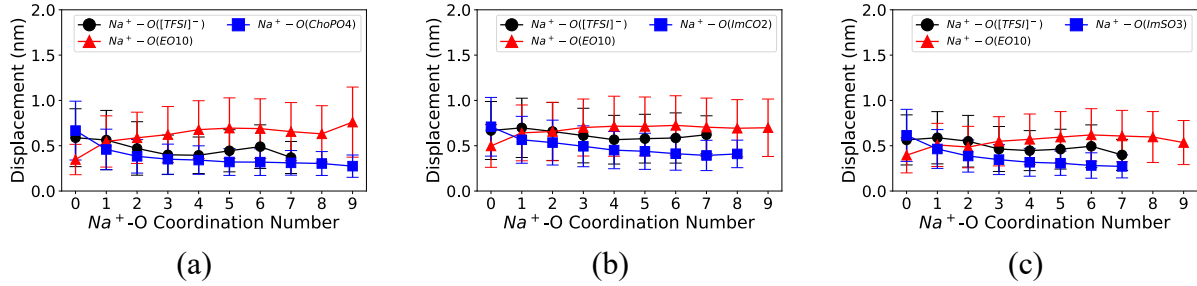 Na⁺ − O([TFSI]⁻) Na⁺ − O(ChoPO4)
Na⁺ − O(EO10)
Displacement (nm)
2.0
1.5
1.0
0.5
0.0
0 1 2 3 4 5 6 7 8 9
Na⁺-O Coordination Number
(a)
Na⁺ − O([TFSI]⁻) Na⁺ − O(ImCO2)
Na⁺ − O(EO10)
Displacement (nm)
2.0
1.5
1.0
0.5
0.0
0 1 2 3 4 5 6 7 8 9
Na⁺-O Coordination Number
(b)
Na⁺ − O([TFSI]⁻) Na⁺ − O(ImSO3)
Na⁺ − O(EO10)
Displacement (nm)
2.0
1.5
1.0
0.5
0.0
0 1 2 3 4 5 6 7 8 9
Na⁺-O Coordination Number
(c)